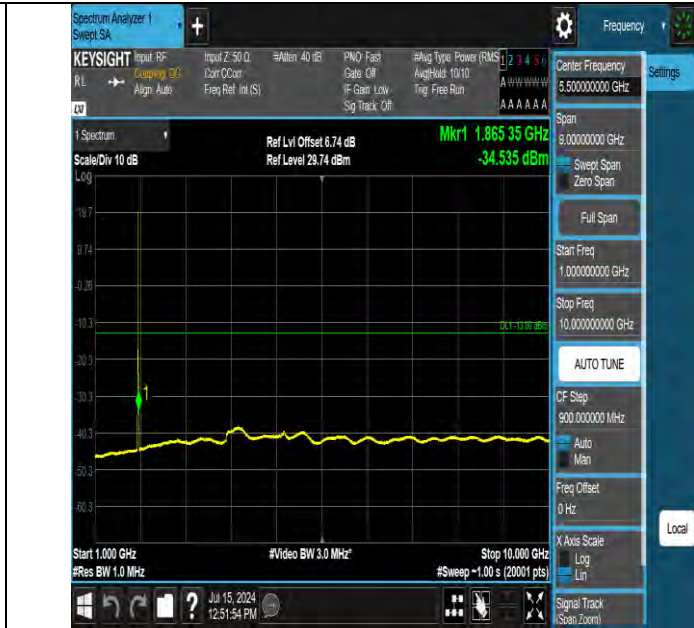 Spectrum Analyzer 1
Swept SA
Frequency
KEYSIGHT
RL
Input: RF
Coupling: DC
Align: Auto
Input Z: 50 Ω
Corr CCorr
Freq Ref: Int (S)
#Atten: 40 dB
PNO: Fast
Gate: Off
IF Gain: Low
Sig Track: Off
#Avg Type: Power (RMS
Avg|Hold: 10/10
Trig: Free Run
1 2 3 4 5 6
A W W W W W
A A A A A A
LXI
1 Spectrum
Scale/Div 10 dB
Log
Ref Lvl Offset 6.74 dB
Ref Level 29.74 dBm
Mkr1 1.865 35 GHz
-34.535 dBm
19.7
9.74
-0.26
-10.3
-20.3
-30.3
-40.3
-50.3
-60.3
DL1 -13.00 dBm
1
Start 1.000 GHz
#Res BW 1.0 MHz
#Video BW 3.0 MHz*
Stop 10.000 GHz
#Sweep ~1.00 s (20001 pts)
Jul 15, 2024
12:51:54 PM
Center Frequency
5.500000000 GHz
Settings
Span
9.00000000 GHz
Swept Span
Zero Span
Full Span
Start Freq
1.000000000 GHz
Stop Freq
10.000000000 GHz
AUTO TUNE
CF Step
900.000000 MHz
Auto
Man
Freq Offset
0 Hz
Local
X Axis Scale
Log
Lin
Signal Track
(Span Zoom)